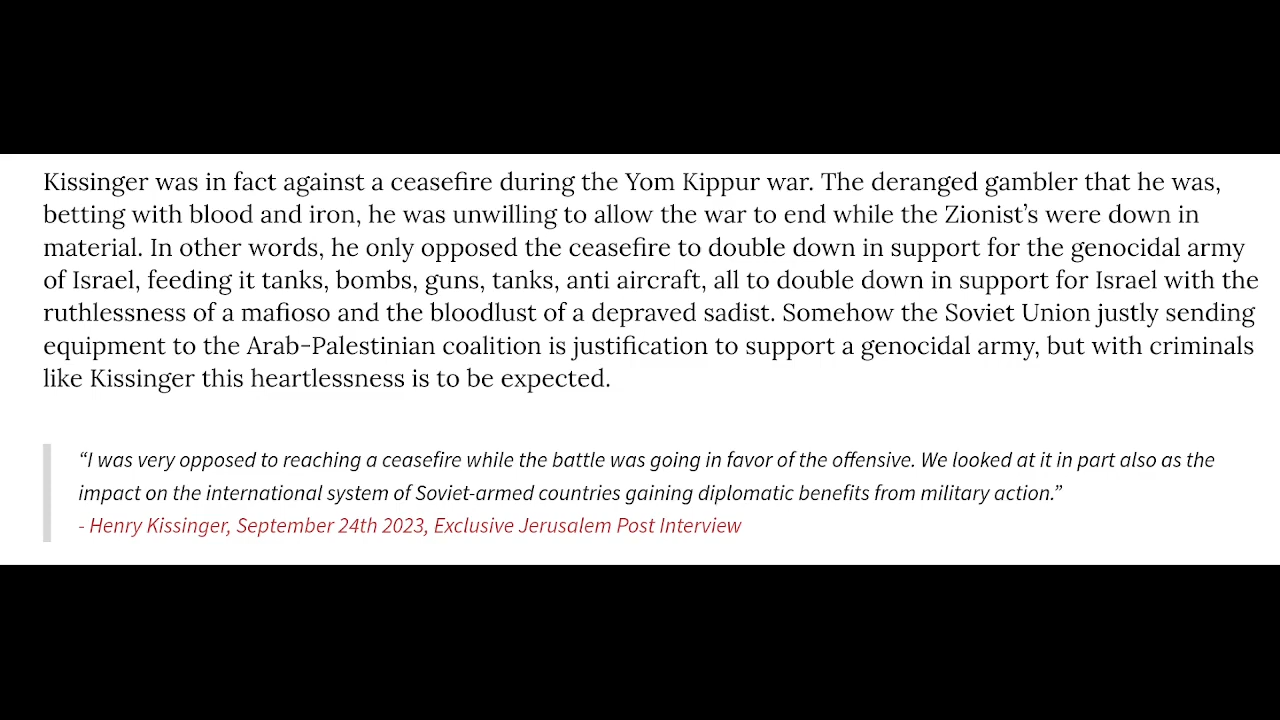 Kissinger was in fact against a ceasefire during the Yom Kippur war. The deranged gambler that he was,
betting with blood and iron, he was unwilling to allow the war to end while the Zionist’s were down in
material. In other words, he only opposed the ceasefire to double down in support for the genocidal army
of Israel, feeding it tanks, bombs, guns, tanks, anti aircraft, all to double down in support for Israel with the
ruthlessness of a mafioso and the bloodlust of a depraved sadist. Somehow the Soviet Union justly sending
equipment to the Arab-Palestinian coalition is justification to support a genocidal army, but with criminals
like Kissinger this heartlessness is to be expected.
“I was very opposed to reaching a ceasefire while the battle was going in favor of the offensive. We looked at it in part also as the
impact on the international system of Soviet-armed countries gaining diplomatic benefits from military action.”
- Henry Kissinger, September 24th 2023, Exclusive Jerusalem Post Interview